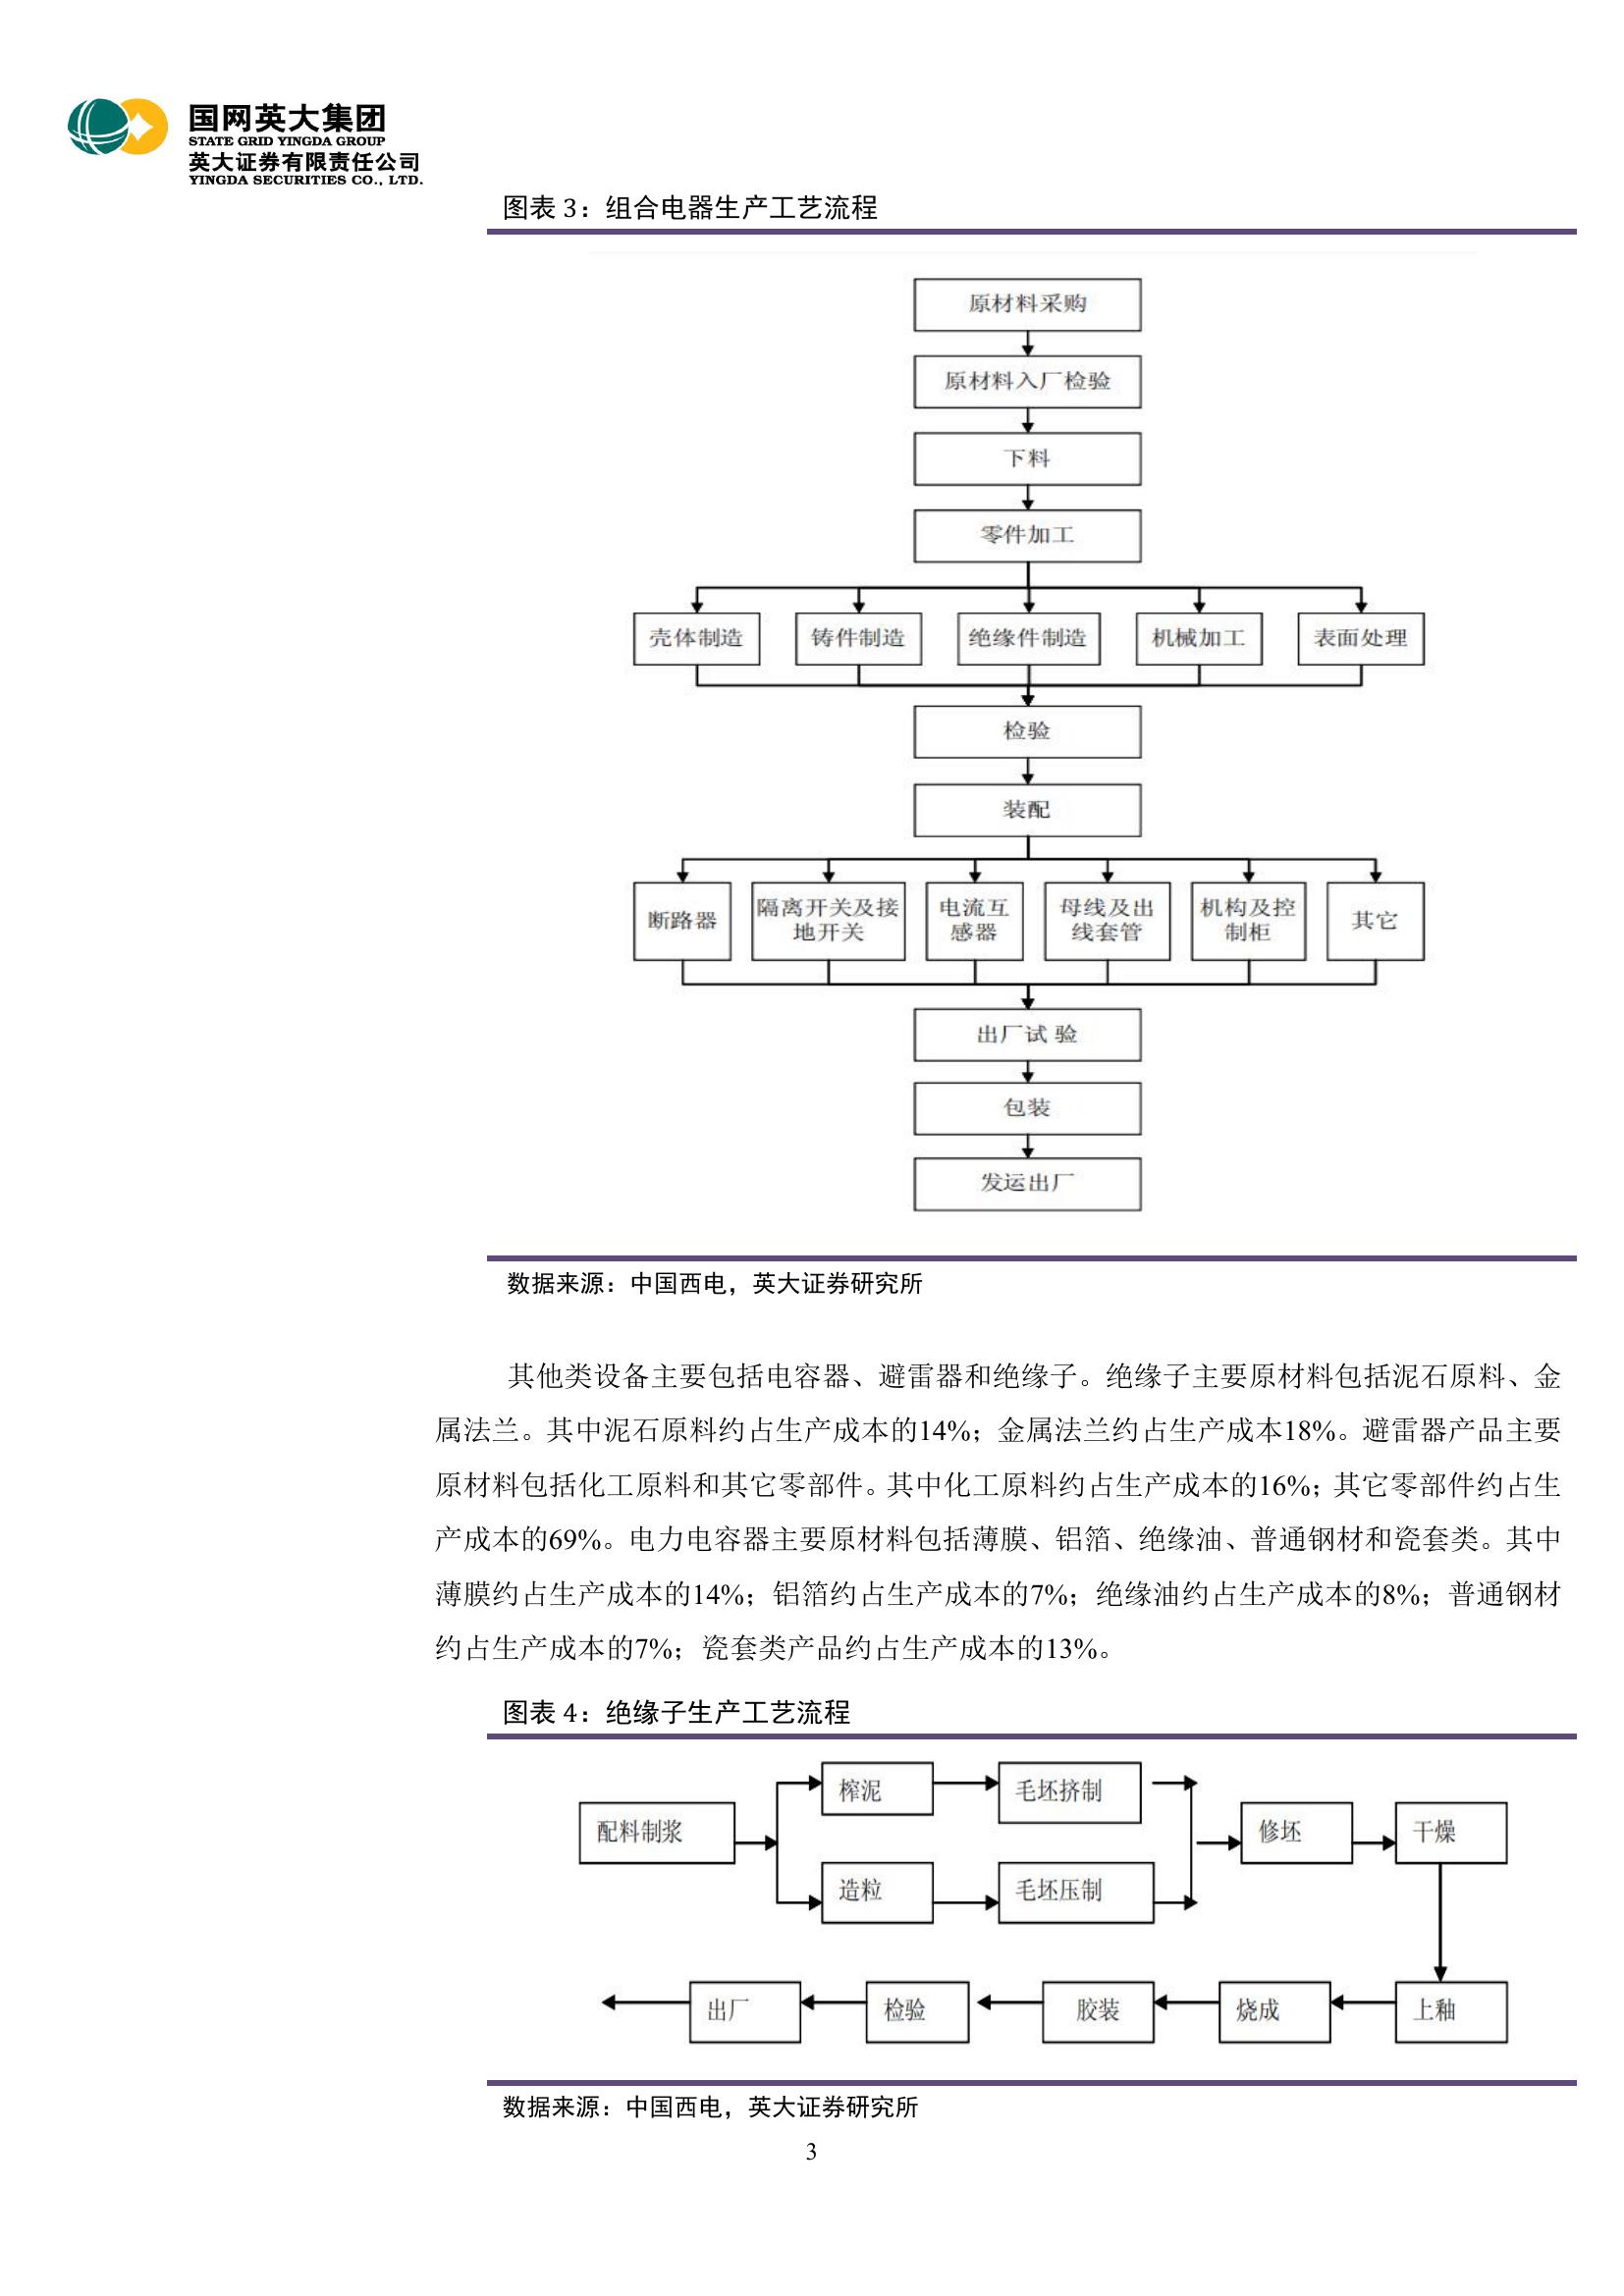 国网英大集团
STATE GRID YINGDA GROUP
英大证券有限责任公司
YINGDA SECURITIES CO., LTD.
图表 3：组合电器生产工艺流程
原材料采购
原材料入厂检验
下料
零件加工
壳体制造 铸件制造 绝缘件制造 机械加工 表面处理
检验
装配
断路器
隔离开关及接
地开关
电流互
感器
母线及出
线套管
机构及控
制柜
其它
出厂试 验
包装
发运出厂
数据来源：中国西电，英大证券研究所
其他类设备主要包括电容器、避雷器和绝缘子。绝缘子主要原材料包括泥石原料、金
属法兰。其中泥石原料约占生产成本的14%；金属法兰约占生产成本18%。避雷器产品主要
原材料包括化工原料和其它零部件。其中化工原料约占生产成本的16%；其它零部件约占生
产成本的69%。电力电容器主要原材料包括薄膜、铝箔、绝缘油、普通钢材和瓷套类。其中
薄膜约占生产成本的14%；铝箔约占生产成本的7%；绝缘油约占生产成本的8%；普通钢材
约占生产成本的7%；瓷套类产品约占生产成本的13%。
图表 4：绝缘子生产工艺流程
配料制浆
榨泥
毛坯挤制
造粒
毛坯压制
修坯
干燥
上釉
烧成
胶装
检验
出厂
数据来源：中国西电，英大证券研究所
3